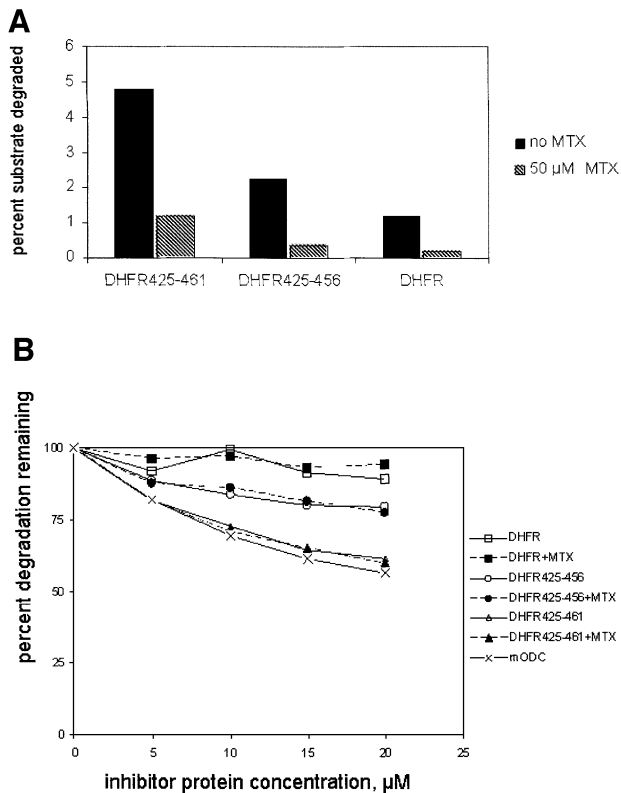 A
percent substrate degraded
6
5
4
3
2
1
0
DHFR425-461 DHFR425-456 DHFR
no MTX
50 µM MTX
B
percent degradation remaining
100
75
50
25
0
0 5 10 15 20 25
inhibitor protein concentration, µM
DHFR
DHFR+MTX
DHFR425-456
DHFR425-456+MTX
DHFR425-461
DHFR425-461+MTX
mODC